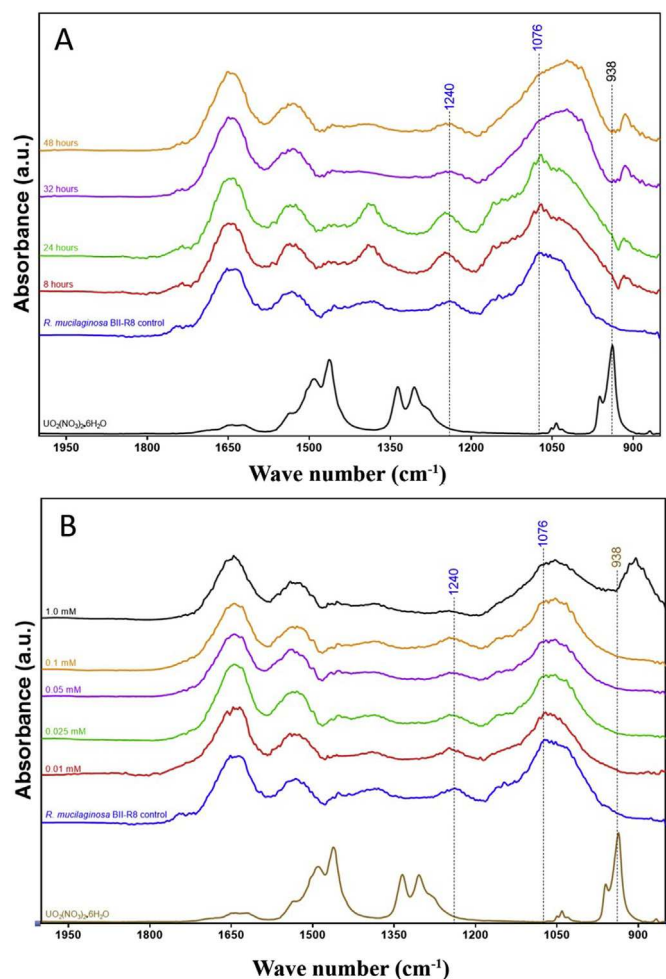 A
1240
1076
938
48 hours
32 hours
24 hours
8 hours
R. mucilaginosa BII-R8 control
UO2(NO3)2.6H2O
Absorbance (a.u.)
1950 1800 1650 1500 1350 1200 1050 900
Wave number (cm-1)
B
1240
1076
938
1.0 mM
0.1 mM
0.05 mM
0.025 mM
0.01 mM
R. mucilaginosa BII-R8 control
UO2(NO3)2.6H2O
Absorbance (a.u.)
1950 1800 1650 1500 1350 1200 1050 900
Wave number (cm-1)